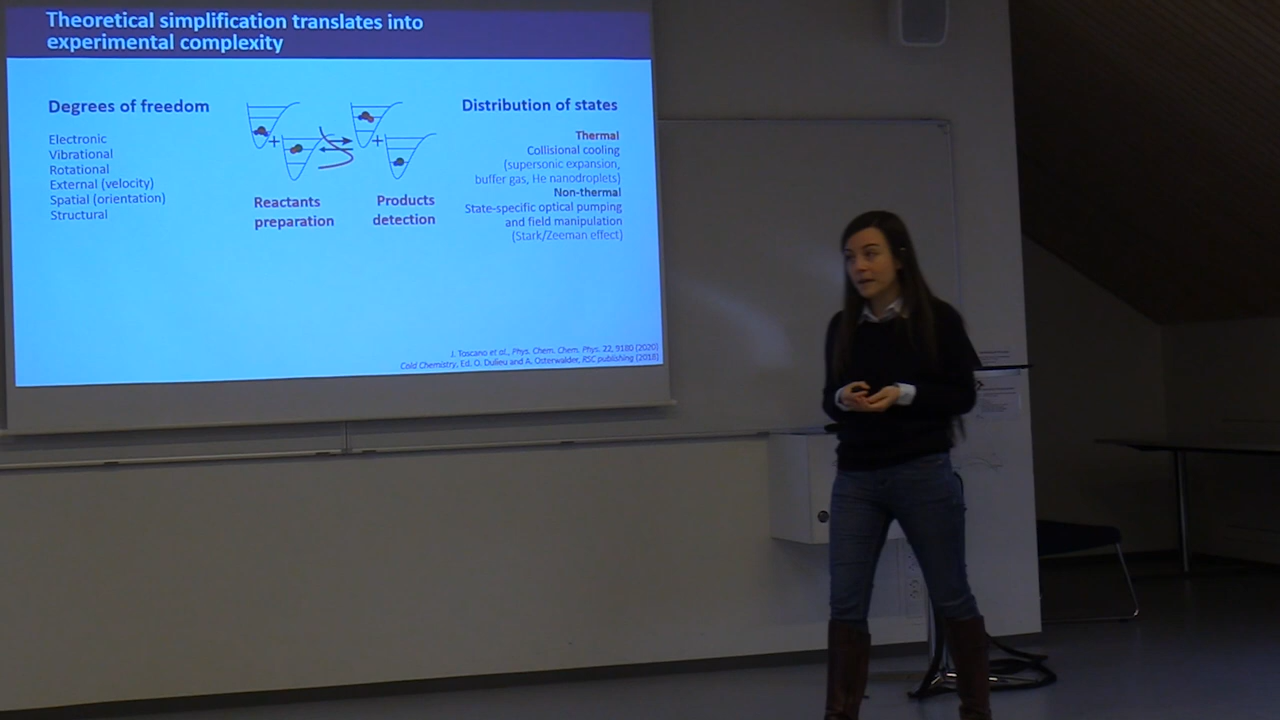 Theoretical simplification translates into
experimental complexity
Degrees of freedom
Electronic
Vibrational
Rotational
External (velocity)
Spatial (orientation)
Structural
+
+
Reactants
preparation
Products
detection
Distribution of states
Thermal
Collisional cooling
(supersonic expansion,
buffer gas, He nanodroplets)
Non-thermal
State-specific optical pumping
and field manipulation
(Stark/Zeeman effect)
J. Toscano et al., Phys. Chem. Chem. Phys. 22, 9180 (2020)
Cold Chemistry, Ed. O. Dulieu and A. Osterwalder, RSC publishing (2018)